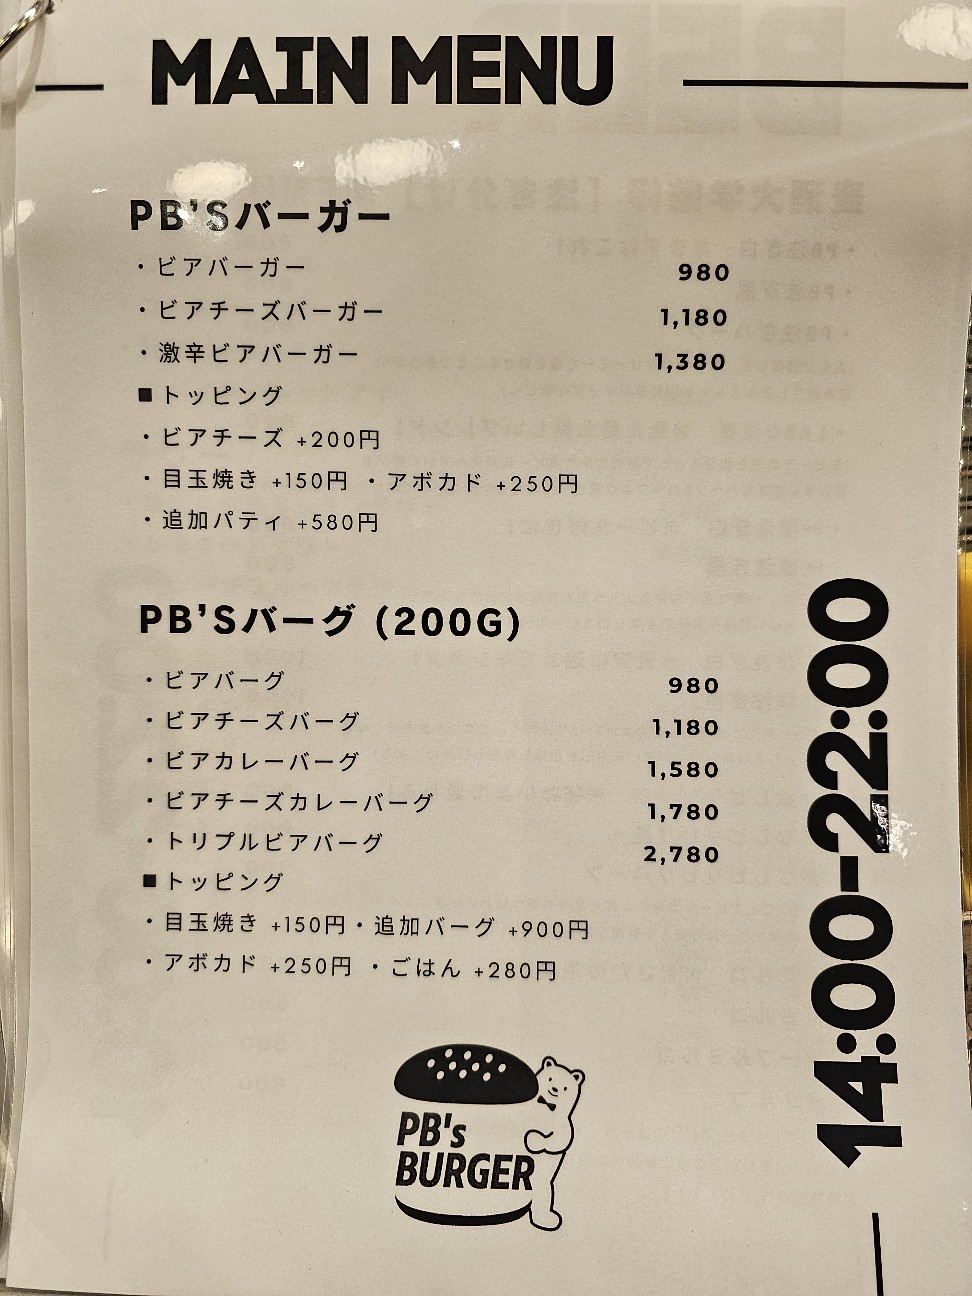 MAIN MENU
PB'Sバーガー
・ビアバーガー 980
・ビアチーズバーガー 1,180
・激辛ビアバーガー 1,380
■トッピング
・ビアチーズ +200円
・目玉焼き +150円 ・アボカド +250円
・追加パティ +580円
PB'Sバーグ (200G)
・ビアバーグ 980
・ビアチーズバーグ 1,180
・ビアカレーバーグ 1,580
・ビアチーズカレーバーグ 1,780
・トリプルビアバーグ 2,780
■トッピング
・目玉焼き +150円・追加バーグ +900円
・アボカド +250円 ・ごはん +280円
14:00-22:00
PB's
BURGER